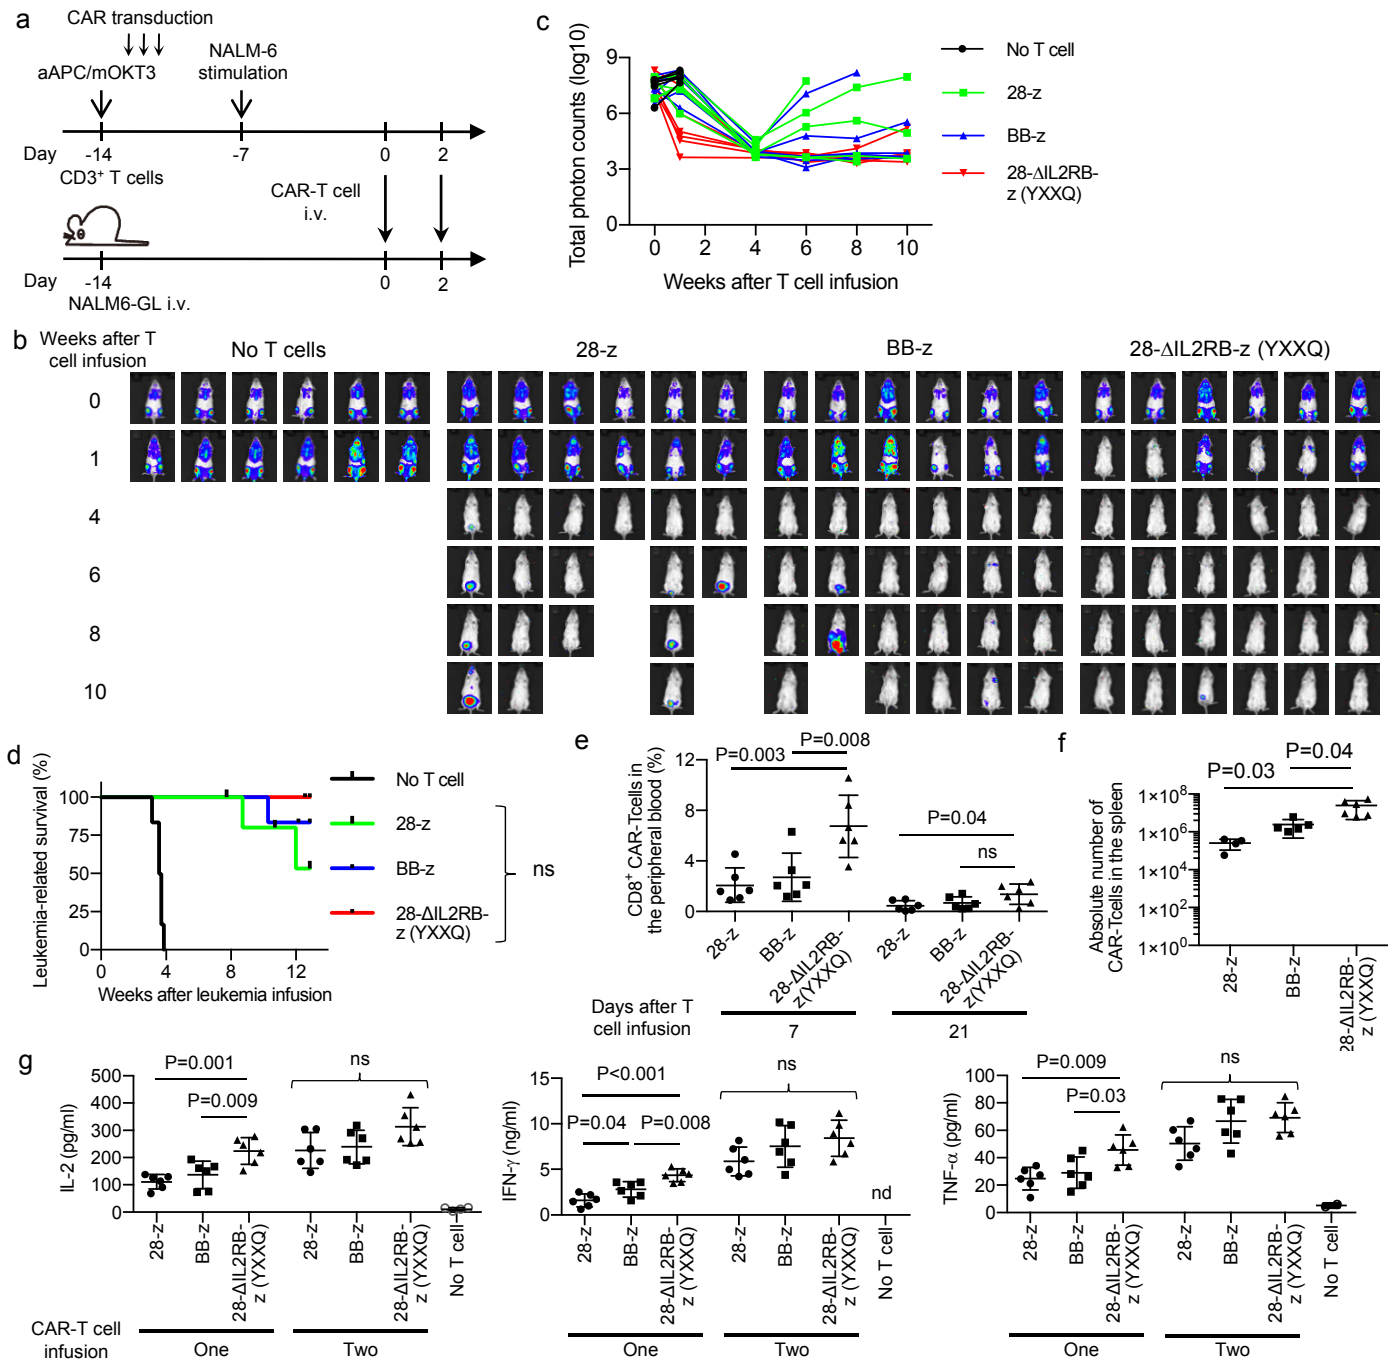 a
CAR transduction
aAPC/mOKT3
NALM-6
stimulation
Day
-14
-7
0
2
CD3⁺ T cells
CAR-T cell
i.v.
Day
-14
0
2
NALM6-GL i.v.
c
Total photon counts (log10)
9
6
3
0
0
2
4
6
8
10
Weeks after T cell infusion
No T cell
28-z
BB-z
28-ΔIL2RB-
z (YXXQ)
b
Weeks after T
cell infusion
No T cells
28-z
BB-z
28-ΔIL2RB-z (YXXQ)
0
1
4
6
8
10
d
Leukemia-related survival (%)
100
75
50
25
0
0
4
8
12
Weeks after leukemia infusion
No T cell
28-z
BB-z
28-ΔIL2RB-
z (YXXQ)
ns
e
CD8⁺ CAR-Tcells in
the peripheral blood (%)
12
8
4
0
P=0.003
P=0.008
P=0.04
ns
28-z
BB-z
28-ΔIL2RB-
z(YXXQ)
28-z
BB-z
28-ΔIL2RB-
z(YXXQ)
Days after T
cell infusion
7
21
f
Absolute number of
CAR-Tcells in the spleen
P=0.04
P=0.03
1×10⁸
1×10⁶
1×10⁴
1×10²
1×10⁰
28-z
BB-z
28-ΔIL2RB-
z (YXXQ)
g
IL-2 (pg/ml)
500
400
300
200
100
0
P=0.001
P=0.009
ns
28-z
BB-z
28-ΔIL2RB-
z (YXXQ)
28-z
BB-z
28-ΔIL2RB-
z (YXXQ)
No T cell
IFN-γ (ng/ml)
15
10
5
0
P<0.001
P=0.04
P=0.008
ns
nd
28-z
BB-z
28-ΔIL2RB-
z (YXXQ)
28-z
BB-z
28-ΔIL2RB-
z (YXXQ)
No T cell
TNF-α (pg/ml)
100
80
60
40
20
0
P=0.009
P=0.03
ns
28-z
BB-z
28-ΔIL2RB-
z (YXXQ)
28-z
BB-z
28-ΔIL2RB-
z (YXXQ)
No T cell
CAR-T cell
infusion
One
Two
One
Two
One
Two